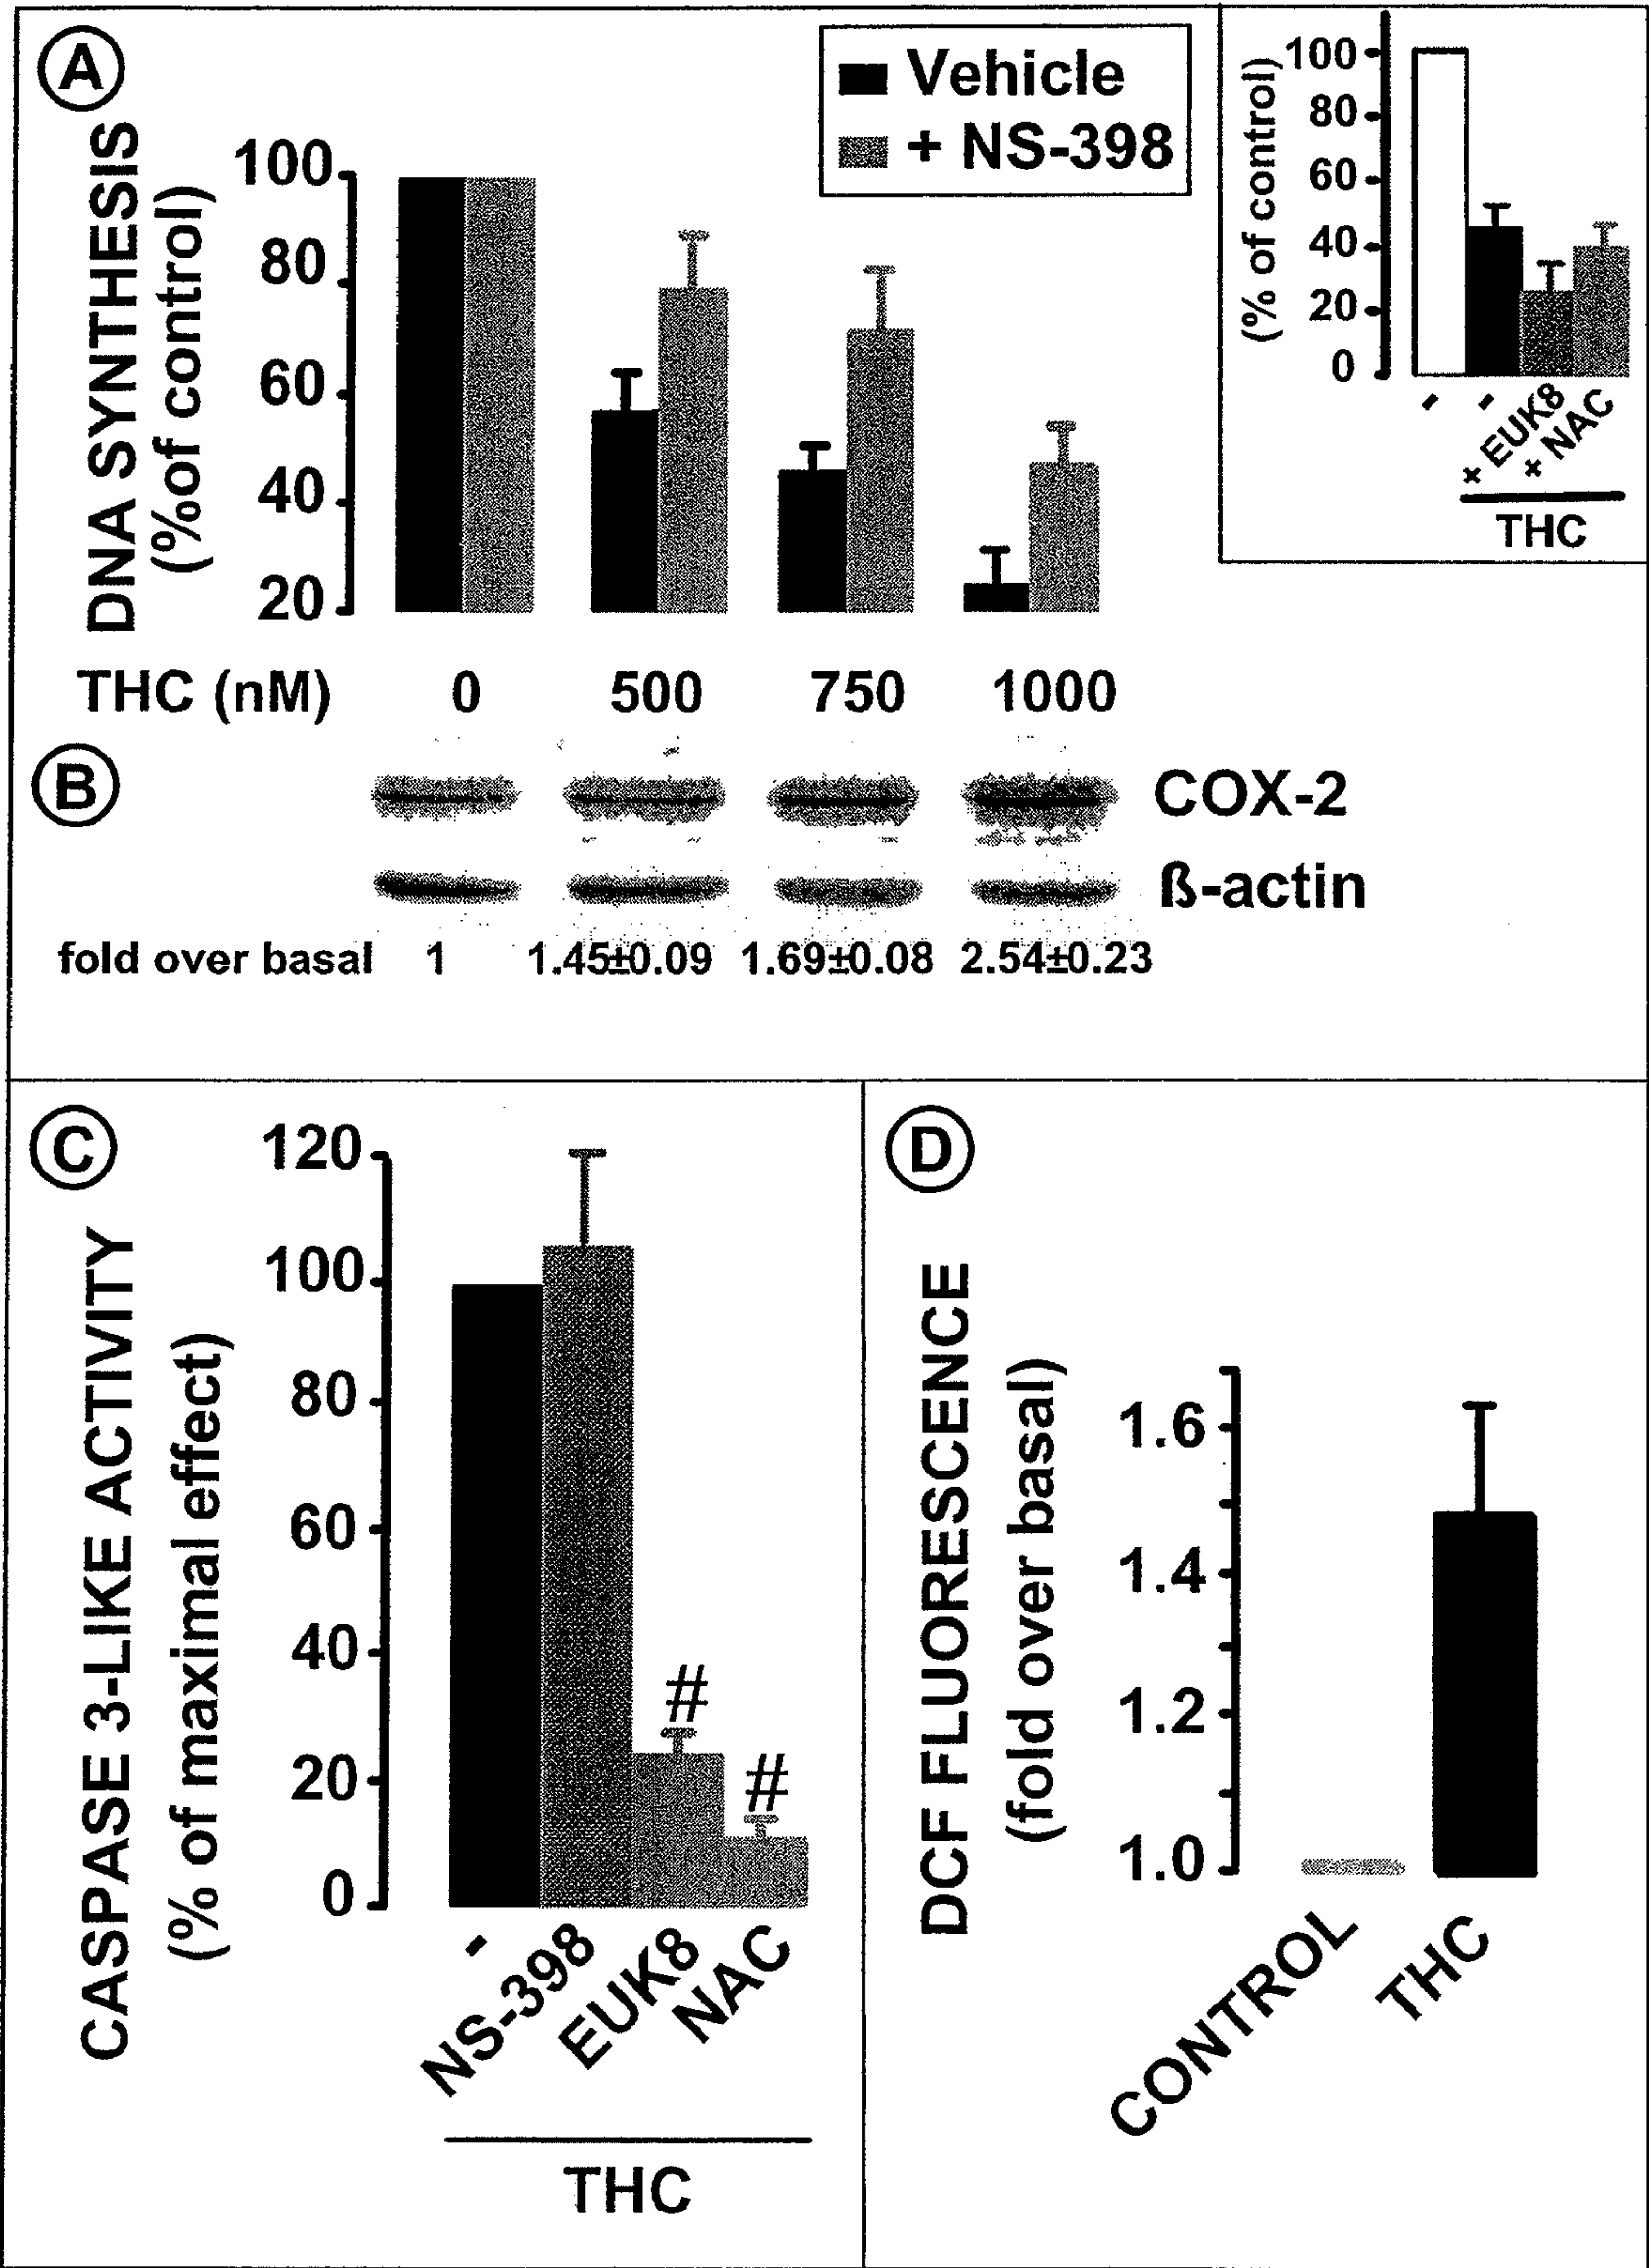 A
DNA SYNTHESIS
(%of control)
100
80
60
40
20
Vehicle
+ NS-398
THC (nM) 0 500 750 1000
(% of control)
100
80
60
40
20
0
- - + EUK8 + NAC
THC
B
COX-2
ß-actin
fold over basal 1 1.45±0.09 1.69±0.08 2.54±0.23
C
CASPASE 3-LIKE ACTIVITY
(% of maximal effect)
120
100
80
60
40
20
0
# #
- NS-398 EUK8 NAC
THC
D
DCF FLUORESCENCE
(fold over basal)
1.6
1.4
1.2
1.0
CONTROL THC